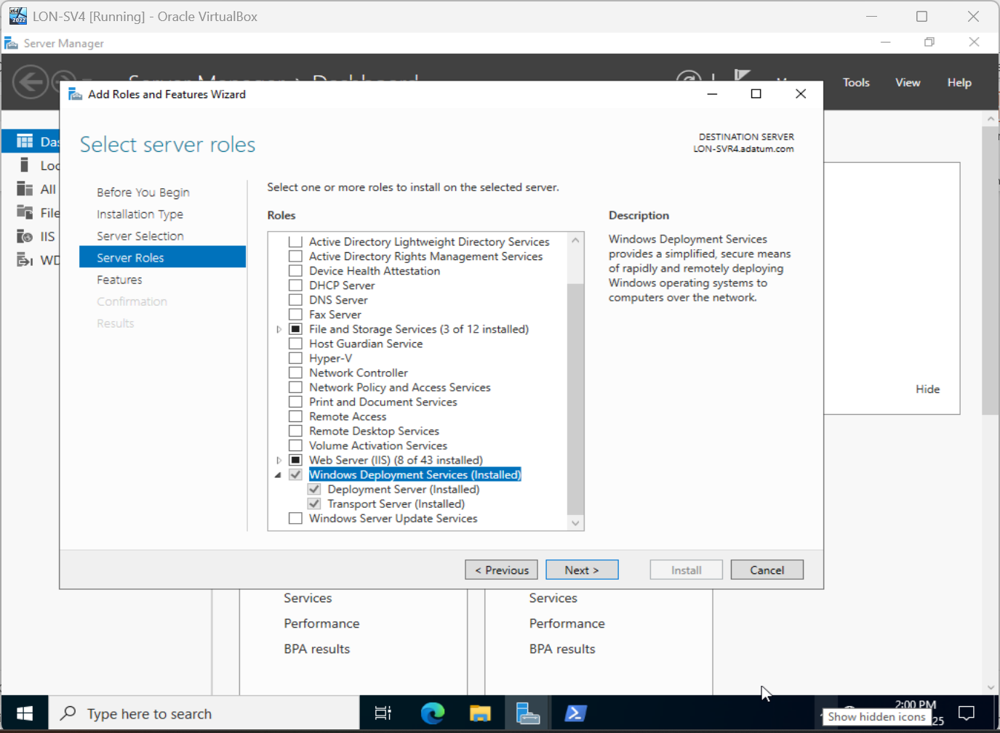 LON-SV4 [Running] - Oracle VirtualBox
Server Manager
Tools View Help
Add Roles and Features Wizard
Select server roles
DESTINATION SERVER
LON-SVR4.adatum.com
Before You Begin
Installation Type
Server Selection
Server Roles
Features
Confirmation
Results
Select one or more roles to install on the selected server.
Roles
Active Directory Lightweight Directory Services
Active Directory Rights Management Services
Device Health Attestation
DHCP Server
DNS Server
Fax Server
File and Storage Services (3 of 12 installed)
Host Guardian Service
Hyper-V
Network Controller
Network Policy and Access Services
Print and Document Services
Remote Access
Remote Desktop Services
Volume Activation Services
Web Server (IIS) (8 of 43 installed)
Windows Deployment Services (Installed)
Deployment Server (Installed)
Transport Server (Installed)
Windows Server Update Services
Description
Windows Deployment Services
provides a simplified, secure means
of rapidly and remotely deploying
Windows operating systems to
computers over the network.
< Previous
Next >
Install
Cancel
Das
Loc
All
File
IIS
WD
Hide
Services
Performance
BPA results
Services
Performance
BPA results
Type here to search
2:00 PM
25
Show hidden icons